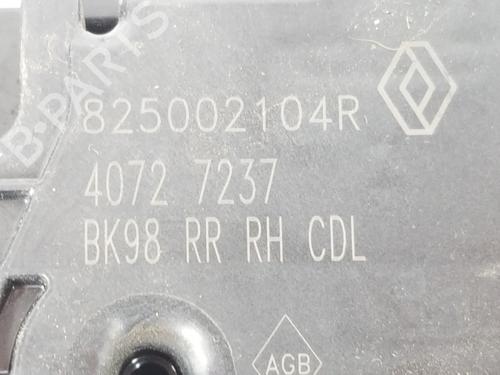 B-PARTS
825002104R
4072 7237
BK98 RR RH CDL
AGB